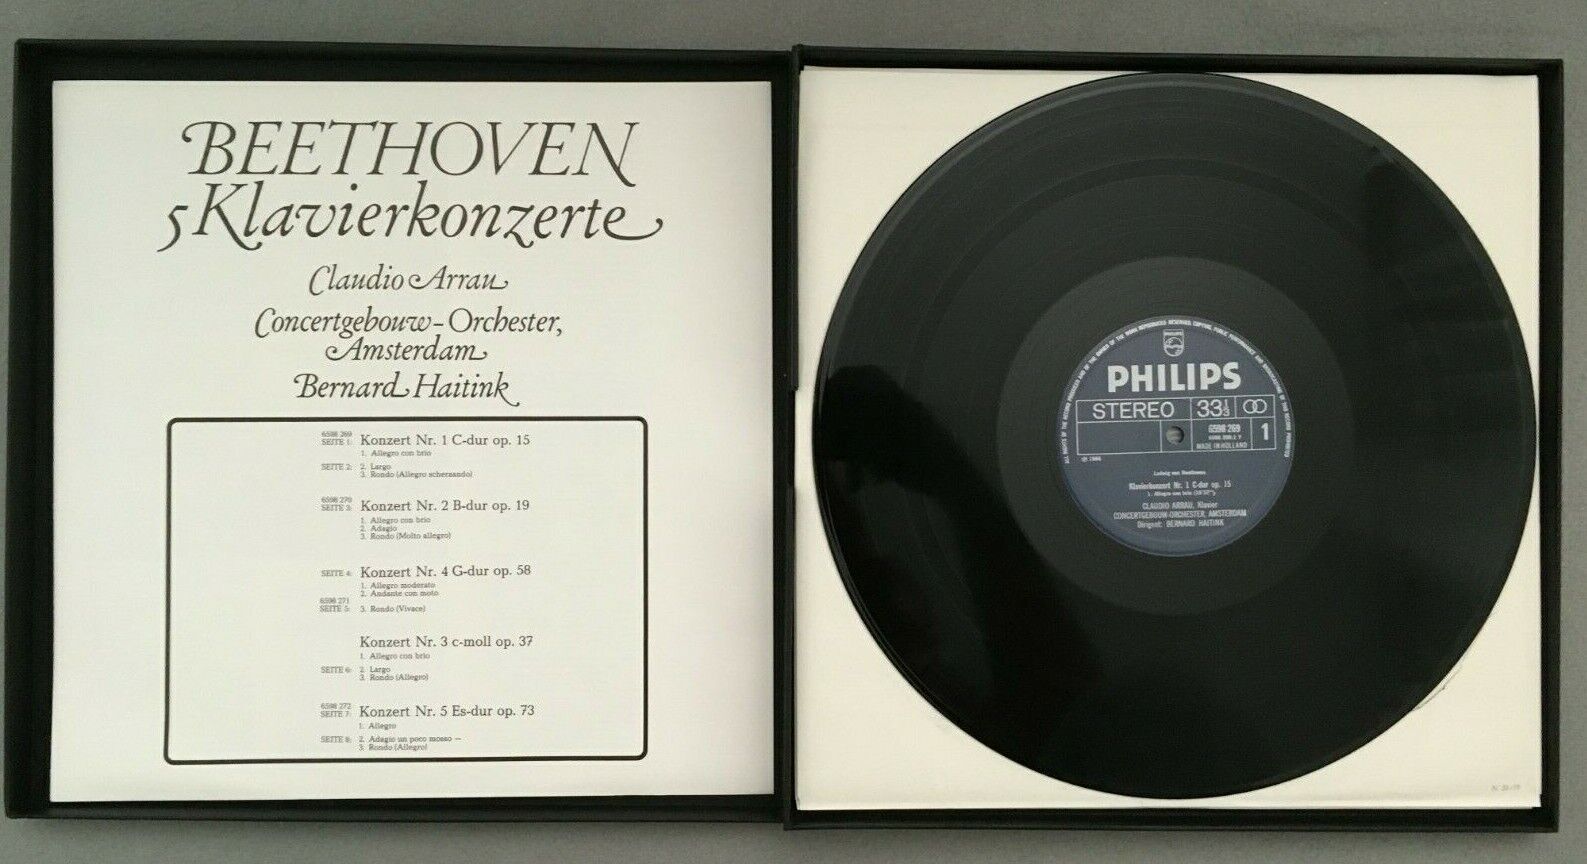 BEETHOVEN
5 Klavierkonzerte
Claudio Arrau
Concertgebouw-Orchester,
Amsterdam
Bernard Haitink
6598 269
SEITE 1: Konzert Nr. 1 C-dur op. 15
1. Allegro con brio
SEITE 2: 2. Largo
3. Rondo (Allegro scherzando)
6598 270
SEITE 3: Konzert Nr. 2 B-dur op. 19
1. Allegro con brio
2. Adagio
3. Rondo (Molto allegro)
SEITE 4: Konzert Nr. 4 G-dur op. 58
1. Allegro moderato
2. Andante con moto
6598 271
SEITE 5: 3. Rondo (Vivace)
Konzert Nr. 3 c-moll op. 37
1. Allegro con brio
SEITE 6: 2. Largo
3. Rondo (Allegro)
6598 272
SEITE 7: Konzert Nr. 5 Es-dur op. 73
1. Allegro
SEITE 8: 2. Adagio un poco mosso –
3. Rondo (Allegro)
PHILIPS
PHILIPS
STEREO 33 1/3
6598 269
MADE IN HOLLAND
1
Ludwig van Beethoven
Klavierkonzert Nr. 1 C-dur op. 15
1. Allegro con brio
CLAUDIO ARRAU, Klavier
CONCERTGEBOUW-ORCHESTER, AMSTERDAM
Dirigent: BERNARD HAITINK